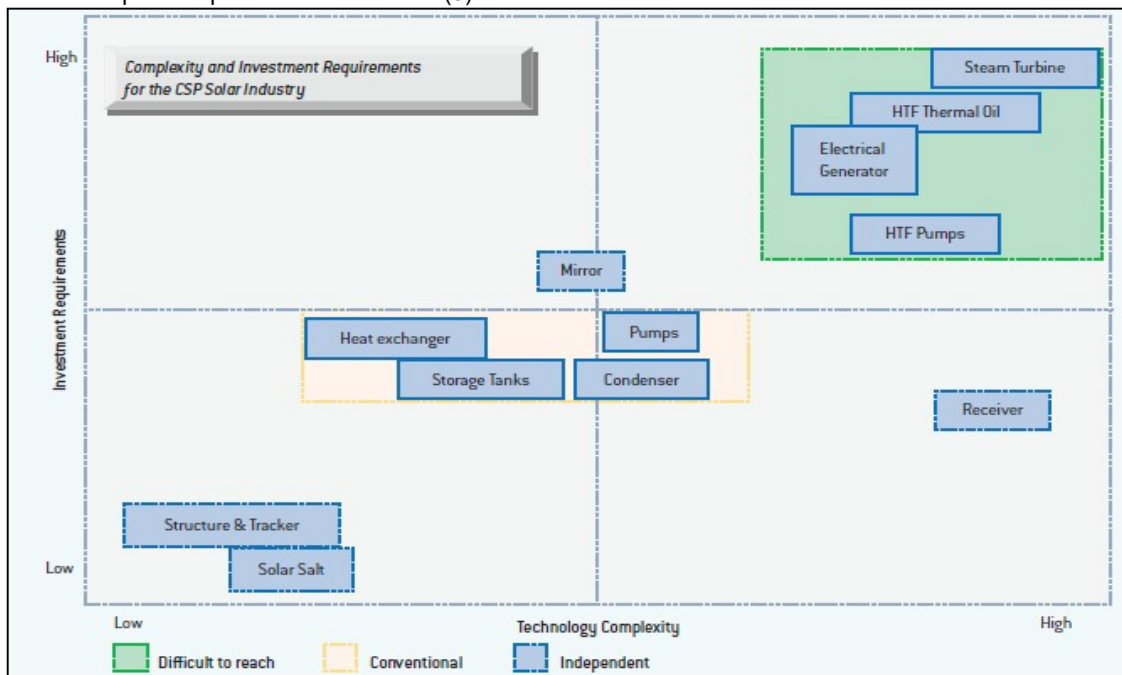 High
Complexity and Investment Requirements
for the CSP Solar Industry
Steam Turbine
HTF Thermal Oil
Electrical
Generator
HTF Pumps
Mirror
Investment Requirements
Heat exchanger
Pumps
Storage Tanks
Condenser
Receiver
Structure & Tracker
Solar Salt
Low
Low
Technology Complexity
High
Difficult to reach
Conventional
Independent